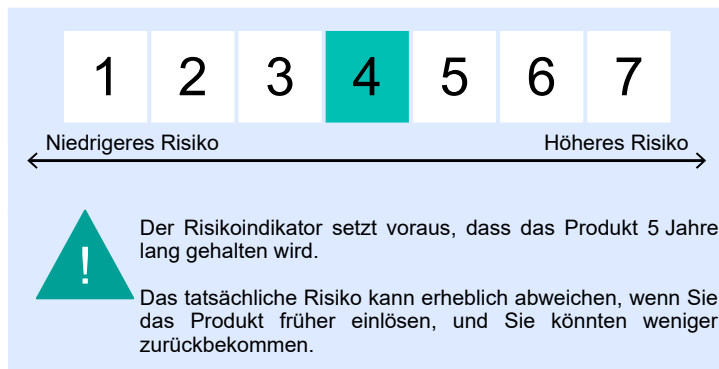 1 2 3 4 5 6 7
Niedrigeres Risiko Höheres Risiko
!
Der Risikoindikator setzt voraus, dass das Produkt 5 Jahre
lang gehalten wird.
Das tatsächliche Risiko kann erheblich abweichen, wenn Sie
das Produkt früher einlösen, und Sie könnten weniger
zurückbekommen.